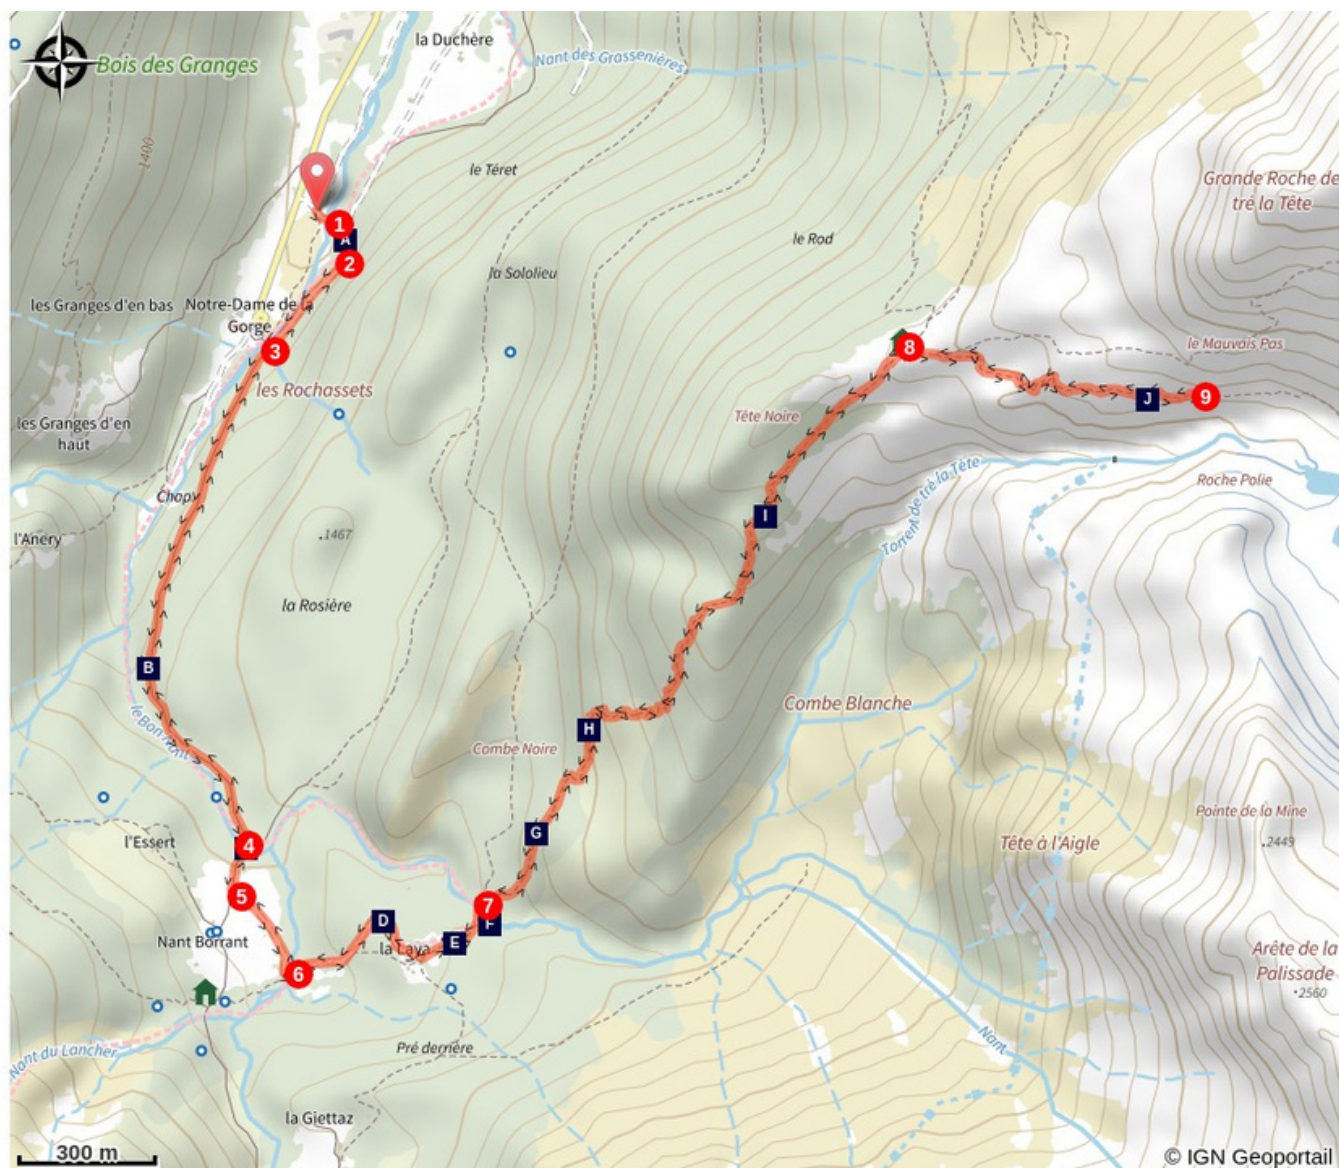 la Duchère
Bois des Granges
Nant des Grassenières
1400
le Téret
Grande Roche de
tré la Tête
1
A
2
le Rod
la Sololieu
les Granges d'en bas
Notre-Dame de la
Gorge
3
8
le Mauvais Pas
les Rochassets
9
J
les Granges d'en
haut
Tête Noire
Torrent de tré la Tête
Roche Polie
Chapy
I
l'Anery
1467
la Rosière
B
le Bon Nant
Combe Blanche
H
Combe Noire
Pointe de la Mine
2449
l'Essert
4
G
Tête à l'Aigle
5
7
D
F
Nant Borrant
la Laya
E
Arête de la
Palissade
2560
6
Nant
Nant du Lancher
Pré derrière
la Giettaz
300 m
© IGN Geoportail